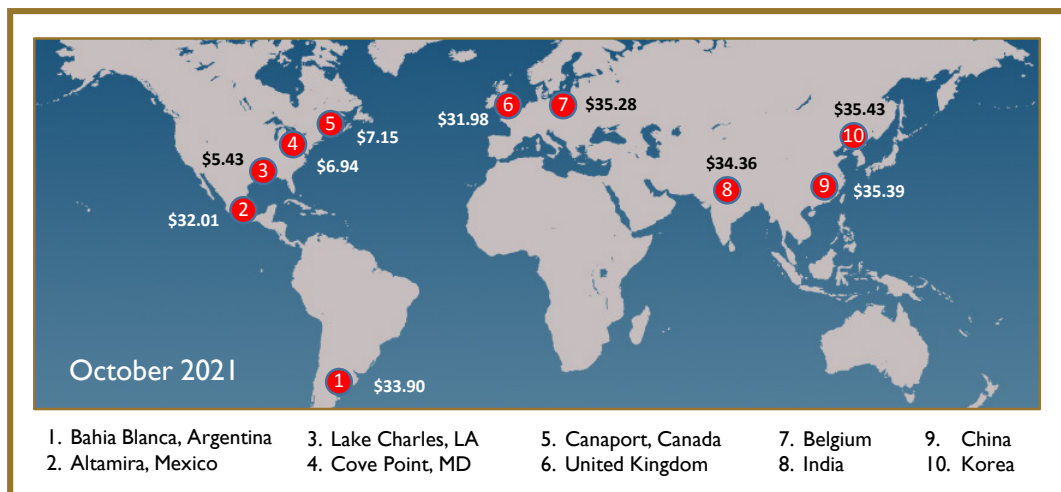 6
7
$35.28
$35.43
$31.98
5
$7.15
10
4
$5.43
$6.94
3
$34.36
8
9
$35.39
2
$32.01
October 2021
1
$33.90
1. Bahia Blanca, Argentina
2. Altamira, Mexico
3. Lake Charles, LA
4. Cove Point, MD
5. Canaport, Canada
6. United Kingdom
7. Belgium
8. India
9. China
10. Korea